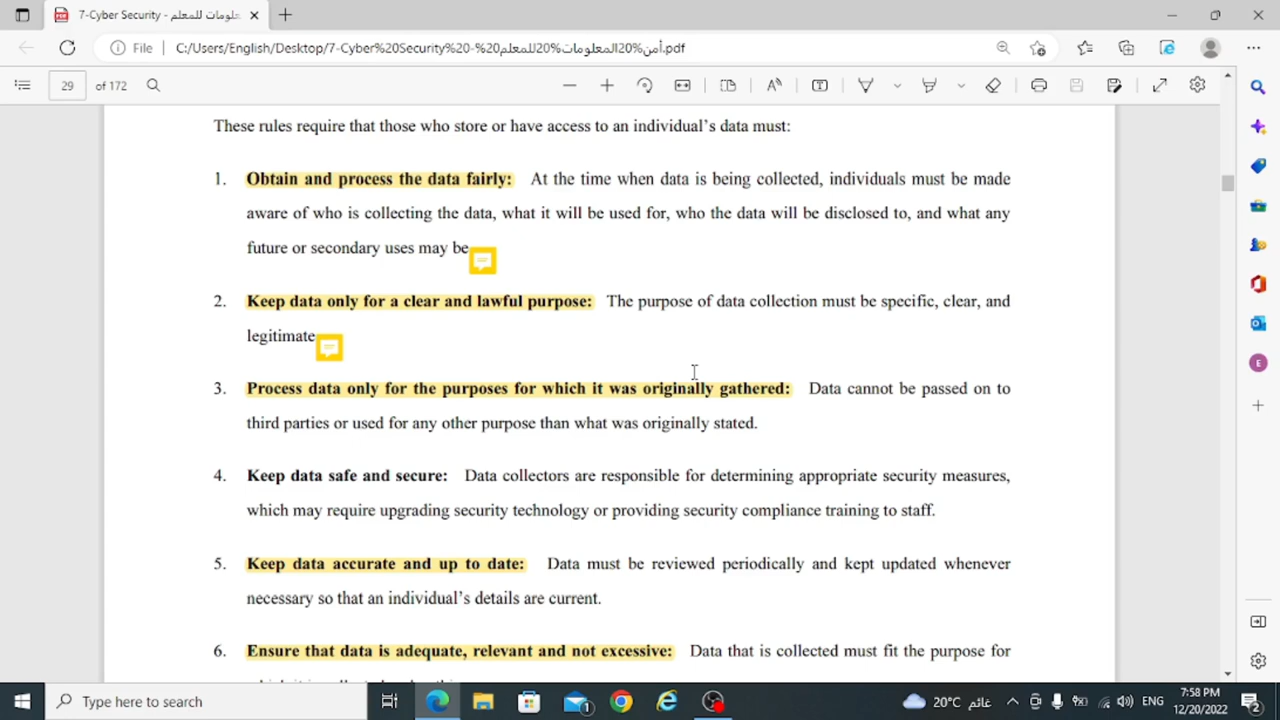 7-Cyber Security - أمن المعلومات للمعلم
File
C:/Users/English/Desktop/7-Cyber%20Security%20-%20أمن%20المعلومات%20للمعلم.pdf
29 of 172
These rules require that those who store or have access to an individual’s data must:
1. Obtain and process the data fairly: At the time when data is being collected, individuals must be made
aware of who is collecting the data, what it will be used for, who the data will be disclosed to, and what any
future or secondary uses may be
2. Keep data only for a clear and lawful purpose: The purpose of data collection must be specific, clear, and
legitimate
3. Process data only for the purposes for which it was originally gathered: Data cannot be passed on to
third parties or used for any other purpose than what was originally stated.
4. Keep data safe and secure: Data collectors are responsible for determining appropriate security measures,
which may require upgrading security technology or providing security compliance training to staff.
5. Keep data accurate and up to date: Data must be reviewed periodically and kept updated whenever
necessary so that an individual’s details are current.
6. Ensure that data is adequate, relevant and not excessive: Data that is collected must fit the purpose for
Type here to search
20°C غائم
ENG
7:58 PM
12/20/2022